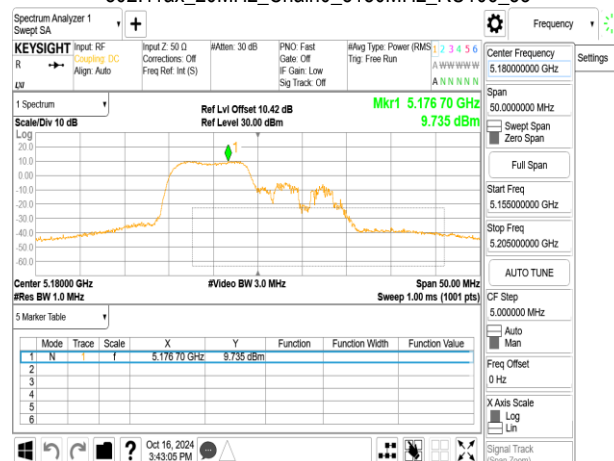 Spectrum Analyzer 1
Swept SA
Frequency
Settings
KEYSIGHT
R
Input: RF
Coupling: DC
Align: Auto
Input Z: 50 Ω
Corrections: Off
Freq Ref: Int (S)
#Atten: 30 dB
PNO: Fast
Gate: Off
IF Gain: Low
Sig Track: Off
#Avg Type: Power (RMS
Trig: Free Run
1 2 3 4 5 6
A W W W W W
A N N N N N
1 Spectrum
Scale/Div 10 dB
Ref Lvl Offset 10.42 dB
Ref Level 30.00 dBm
Mkr1 5.176 70 GHz
9.735 dBm
Log
20.0
10.0
0.00
-10.0
-20.0
-30.0
-40.0
-50.0
-60.0
1
Center 5.18000 GHz
#Res BW 1.0 MHz
#Video BW 3.0 MHz
Span 50.00 MHz
Sweep 1.00 ms (1001 pts)
5 Marker Table
Mode Trace Scale X Y Function Function Width Function Value
1 N 1 f 5.176 70 GHz 9.735 dBm
2
3
4
5
6
Oct 16, 2024
3:43:05 PM
Center Frequency
5.180000000 GHz
Span
50.0000000 MHz
Swept Span
Zero Span
Full Span
Start Freq
5.155000000 GHz
Stop Freq
5.205000000 GHz
AUTO TUNE
CF Step
5.000000 MHz
Auto
Man
Freq Offset
0 Hz
X Axis Scale
Log
Lin
Signal Track
(Span Zoom)